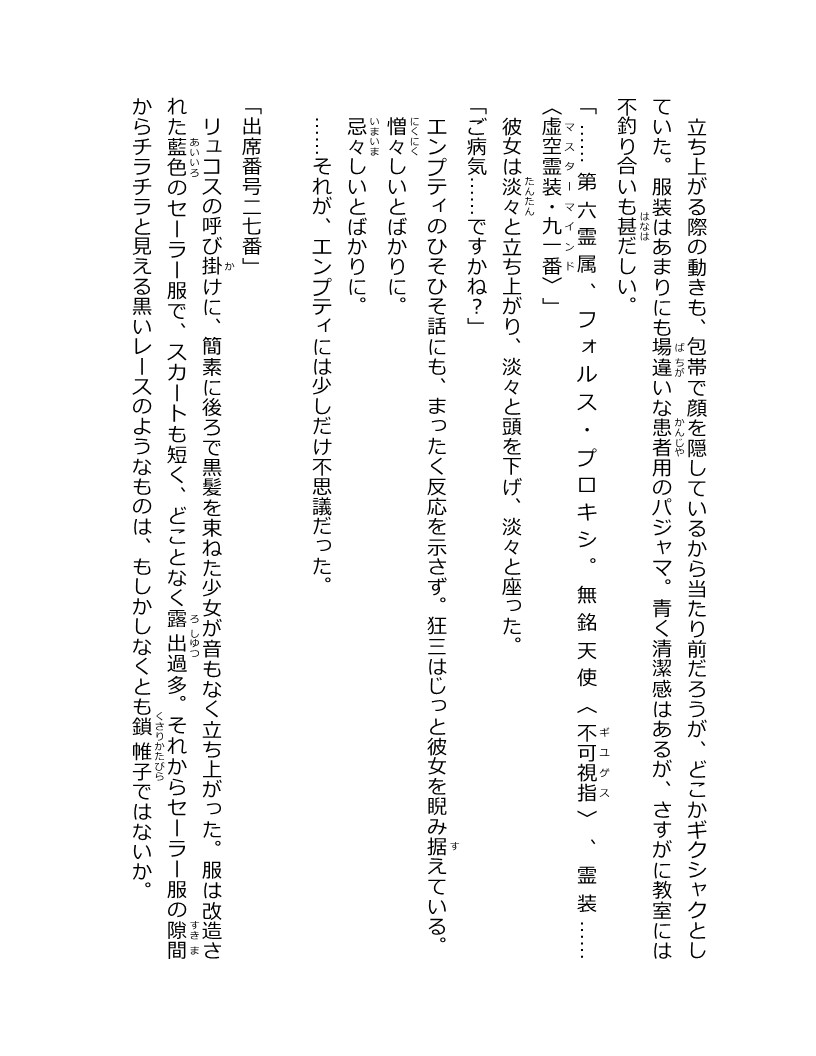 立ち上がる際の動きも、包帯で顔を隠しているから当たり前だろうが、どこかギクシャクとし
ていた。服装はあまりにも場違いな患者用のパジャマ。青く清潔感はあるが、さすがに教室には
不釣り合いも甚だしい。
「……第六霊属、フォルス・プロキシ。無銘天使〈不可視指〉、霊装……
〈虚空霊装・九一番〉」
彼女は淡々と立ち上がり、淡々と頭を下げ、淡々と座った。
「ご病気……ですかね？」
エンプティのひそひそ話にも、まったく反応を示さず。狂三はじっと彼女を睨み据えている。
憎々しいとばかりに。
忌々しいとばかりに。
……それが、エンプティには少しだけ不思議だった。
「出席番号二七番」
リュコスの呼び掛けに、簡素に後ろで黒髪を束ねた少女が音もなく立ち上がった。服は改造さ
れた藍色のセーラー服で、スカートも短く、どことなく露出過多。それからセーラー服の隙間
からチラチラと見える黒いレースのようなものは、もしかしなくとも鎖帷子ではないか。